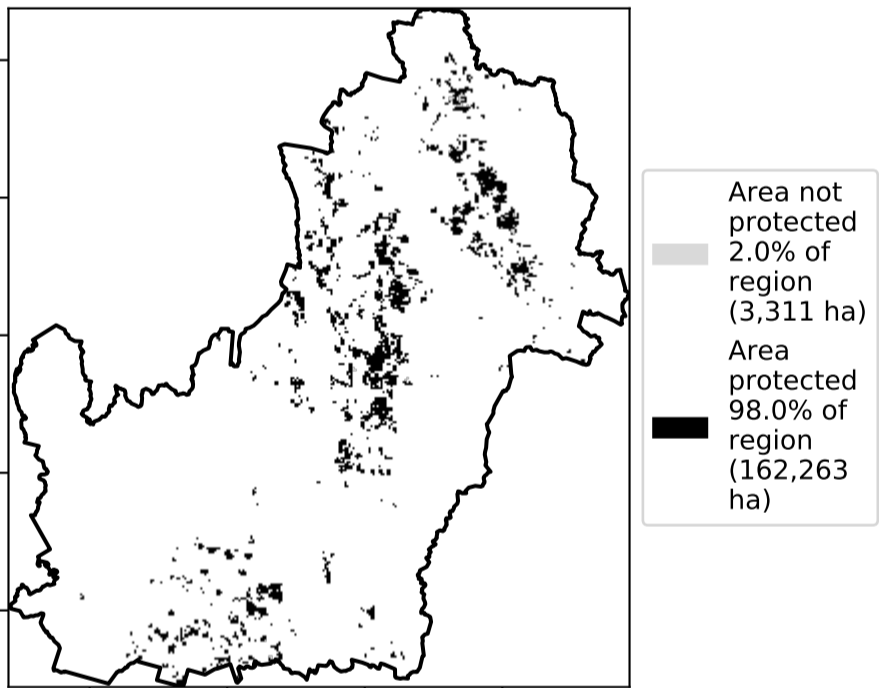 Area not
protected
2.0% of
region
(3,311 ha)
Area
protected
98.0% of
region
(162,263
ha)